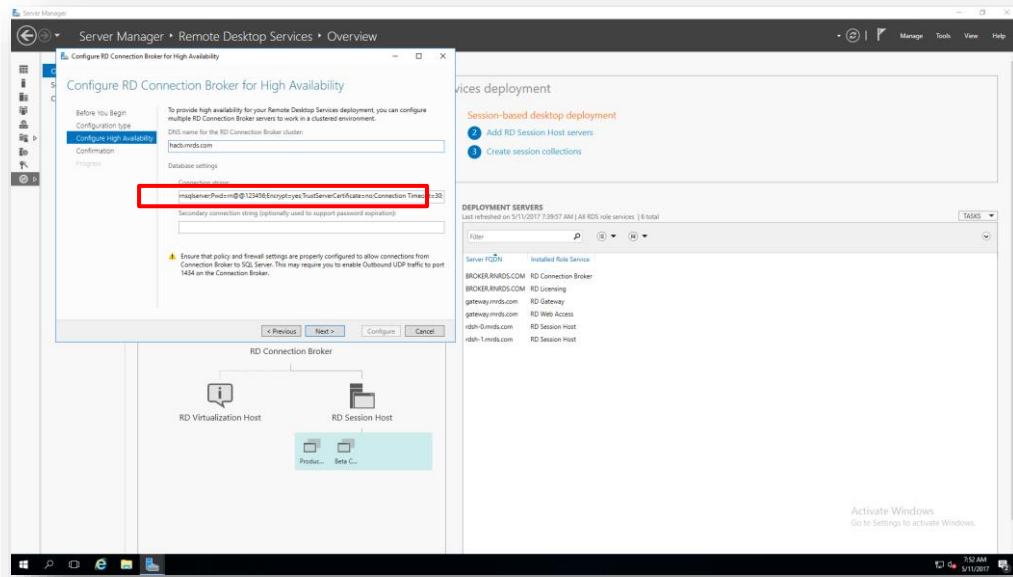 Server Manager
Server Manager • Remote Desktop Services • Overview
Manage Tools View Help
Configure RD Connection Broker for High Availability
Configure RD Connection Broker for High Availability
Before You Begin
Configuration type
Configure High Availability
Confirmation
Progress
To provide high availability for your Remote Desktop Services deployment, you can configure
multiple RD Connection Broker servers to work in a clustered environment.
DNS name for the RD Connection Broker cluster:
hacb.rnrds.com
Database settings
Connection string:
rnsqlserver;Pwd=rn@@123456;Encrypt=yes;TrustServerCertificate=no;Connection Timeout=30;
Secondary connection string (optionally used to support password expiration):
Ensure that policy and firewall settings are properly configured to allow connections from
Connection Broker to SQL Server. This may require you to enable Outbound UDP traffic to port
1434 on the Connection Broker.
< Previous
Next >
Configure
Cancel
vices deployment
Session-based desktop deployment
2 Add RD Session Host servers
3 Create session collections
DEPLOYMENT SERVERS
Last refreshed on 5/11/2017 7:39:57 AM | All RDS role services | 6 total
TASKS
Filter
Server FQDN Installed Role Service
BROKER.RNRDS.COM RD Connection Broker
BROKER.RNRDS.COM RD Licensing
gateway.rnrds.com RD Gateway
gateway.rnrds.com RD Web Access
rdsh-0.rnrds.com RD Session Host
rdsh-1.rnrds.com RD Session Host
RD Connection Broker
RD Virtualization Host
RD Session Host
Produc...
Beta C...
Activate Windows
Go to Settings to activate Windows.
7:52 AM
5/11/2017